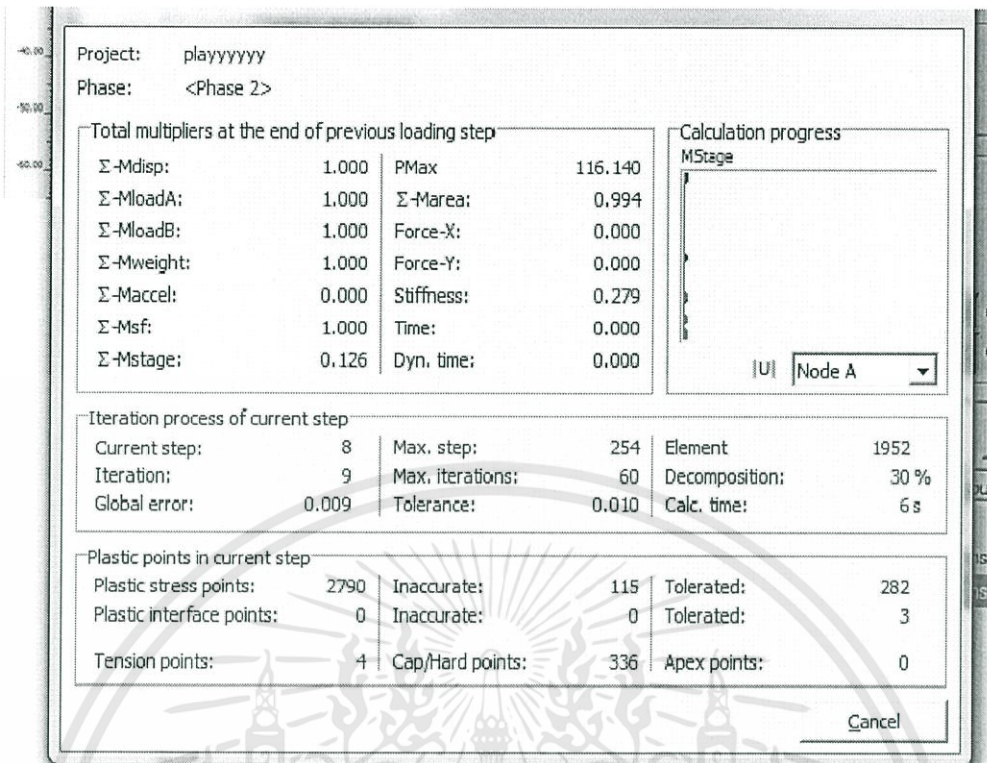 -40.00
-50.00
-60.00
Project: playyyyyy
Phase: <Phase 2>
Total multipliers at the end of previous loading step
Σ-Mdisp: 1.000 PMax 116.140
Σ-MloadA: 1.000 Σ-Marea: 0.994
Σ-MloadB: 1.000 Force-X: 0.000
Σ-Mweight: 1.000 Force-Y: 0.000
Σ-Maccel: 0.000 Stiffness: 0.279
Σ-Msf: 1.000 Time: 0.000
Σ-Mstage: 0.126 Dyn. time: 0.000
Calculation progress
MStage
|U| Node A
Iteration process of current step
Current step: 8 Max. step: 254 Element 1952
Iteration: 9 Max. iterations: 60 Decomposition: 30 %
Global error: 0.009 Tolerance: 0.010 Calc. time: 6 s
Plastic points in current step
Plastic stress points: 2790 Inaccurate: 115 Tolerated: 282
Plastic interface points: 0 Inaccurate: 0 Tolerated: 3
Tension points: 4 Cap/Hard points: 336 Apex points: 0
Cancel